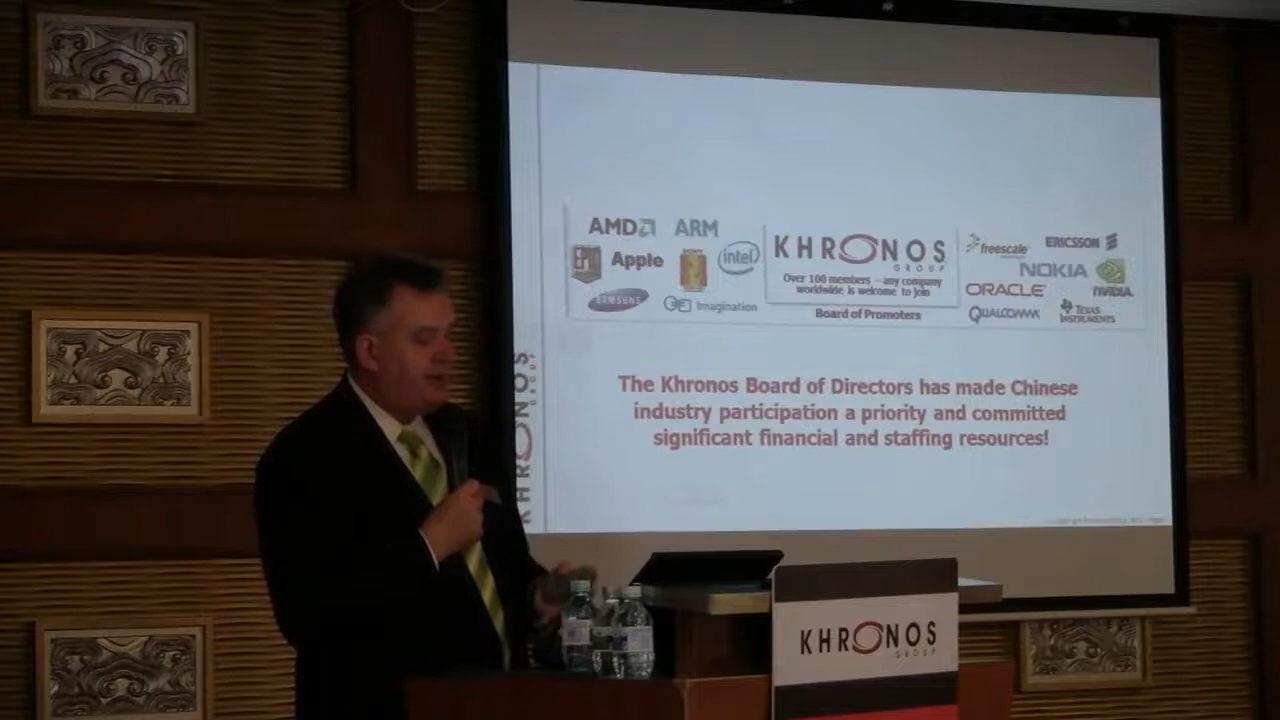 AMD
ARM
EPIC
Apple
SONY
intel
SAMSUNG
Imagination
KHRONOS
GROUP
Over 100 members - any company
worldwide is welcome to join
Board of Promoters
freescale
ERICSSON
NOKIA
NVIDIA
ORACLE
QUALCOMM
TEXAS
INSTRUMENTS
The Khronos Board of Directors has made Chinese
industry participation a priority and committed
significant financial and staffing resources!
KHRONOS
GROUP
KHRONOS
GROUP